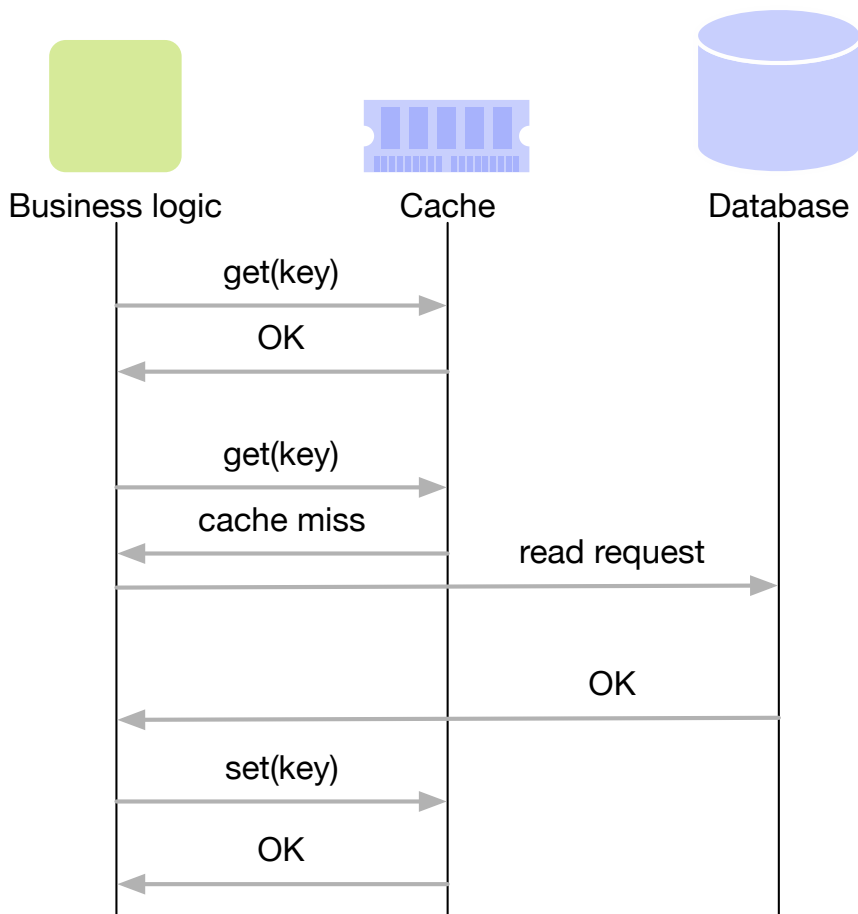 Business logic
Cache
Database
get(key)
OK
get(key)
cache miss
read request
OK
set(key)
OK